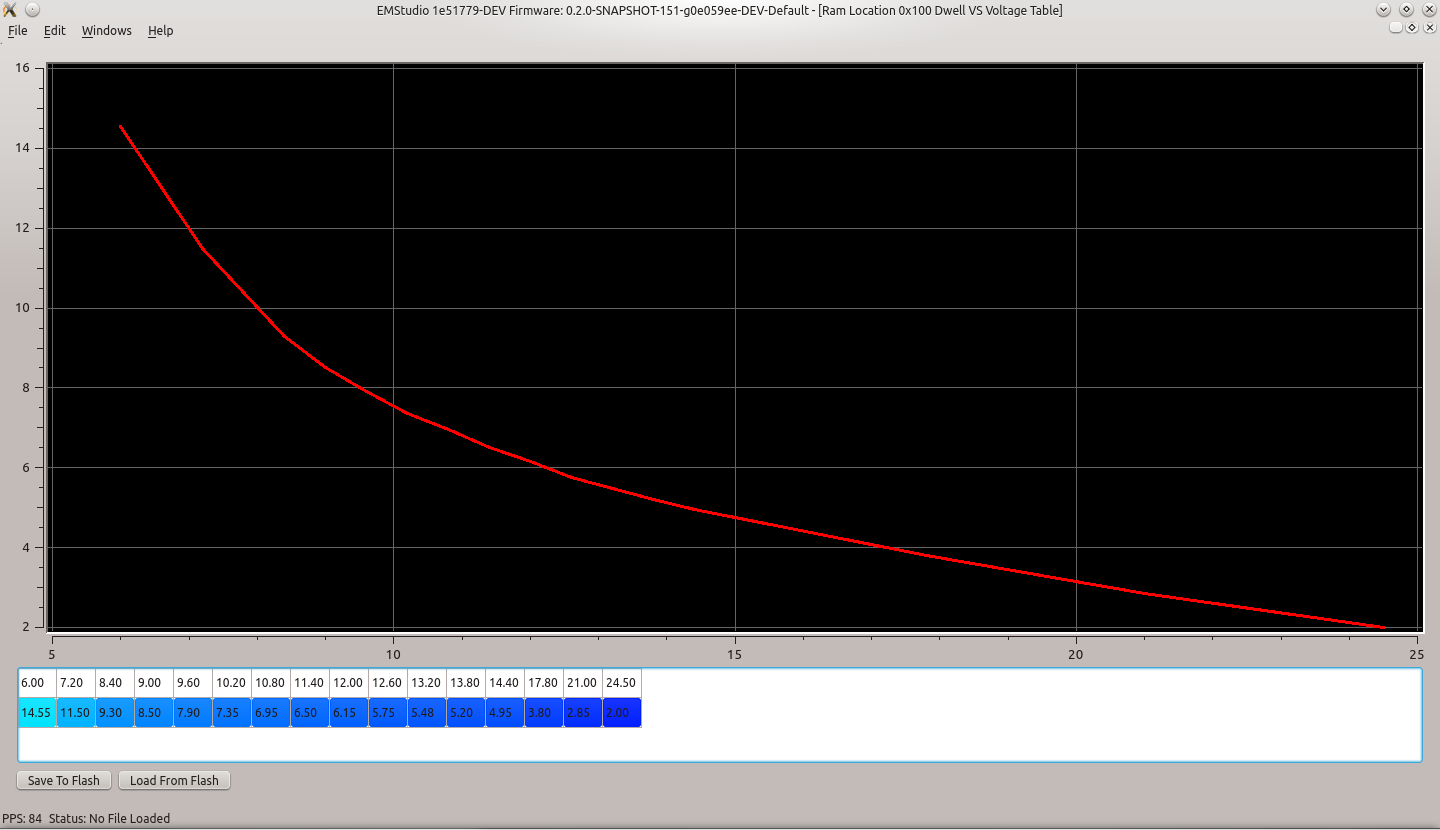 EMStudio 1e51779-DEV Firmware: 0.2.0-SNAPSHOT-151-g0e059ee-DEV-Default - [Ram Location 0x100 Dwell VS Voltage Table]
File Edit Windows Help
16
14
12
10
8
6
4
2
5 10 15 20 25
6.00 7.20 8.40 9.00 9.60 10.20 10.80 11.40 12.00 12.60 13.20 13.80 14.40 17.80 21.00 24.50
14.55 11.50 9.30 8.50 7.90 7.35 6.95 6.50 6.15 5.75 5.48 5.20 4.95 3.80 2.85 2.00
Save To Flash Load From Flash
PPS: 84 Status: No File Loaded